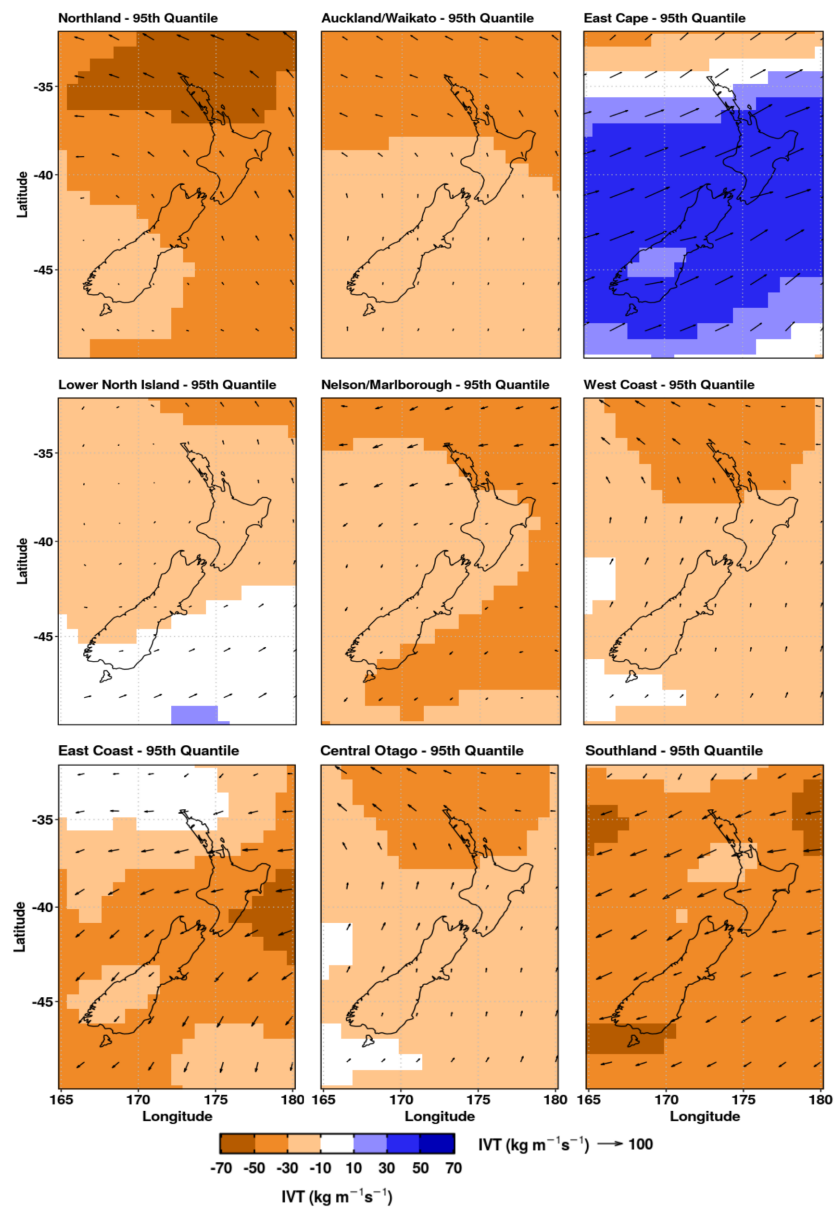 Northland - 95th Quantile
Auckland/Waikato - 95th Quantile
East Cape - 95th Quantile
Latitude
-35
-40
-45
Lower North Island - 95th Quantile
Nelson/Marlborough - 95th Quantile
West Coast - 95th Quantile
Latitude
-35
-40
-45
East Coast - 95th Quantile
Central Otago - 95th Quantile
Southland - 95th Quantile
Latitude
-35
-40
-45
165 170 175 180
165 170 175 180
165 170 175 180
Longitude
Longitude
Longitude
-70 -50 -30 -10 10 30 50 70
IVT (kg m⁻¹s⁻¹)
IVT (kg m⁻¹s⁻¹) → 100